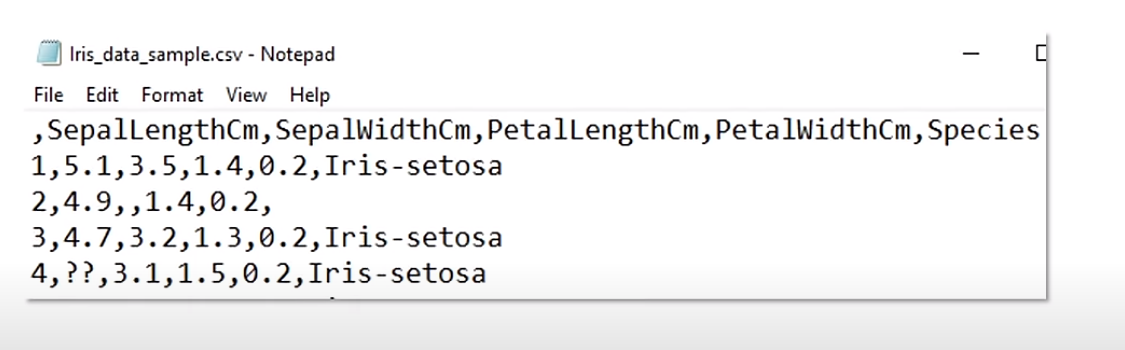 Iris_data_sample.csv - Notepad
File Edit Format View Help
,SepalLengthCm,SepalWidthCm,PetalLengthCm,PetalWidthCm,Species
1,5.1,3.5,1.4,0.2,Iris-setosa
2,4.9,,1.4,0.2,
3,4.7,3.2,1.3,0.2,Iris-setosa
4,??,3.1,1.5,0.2,Iris-setosa